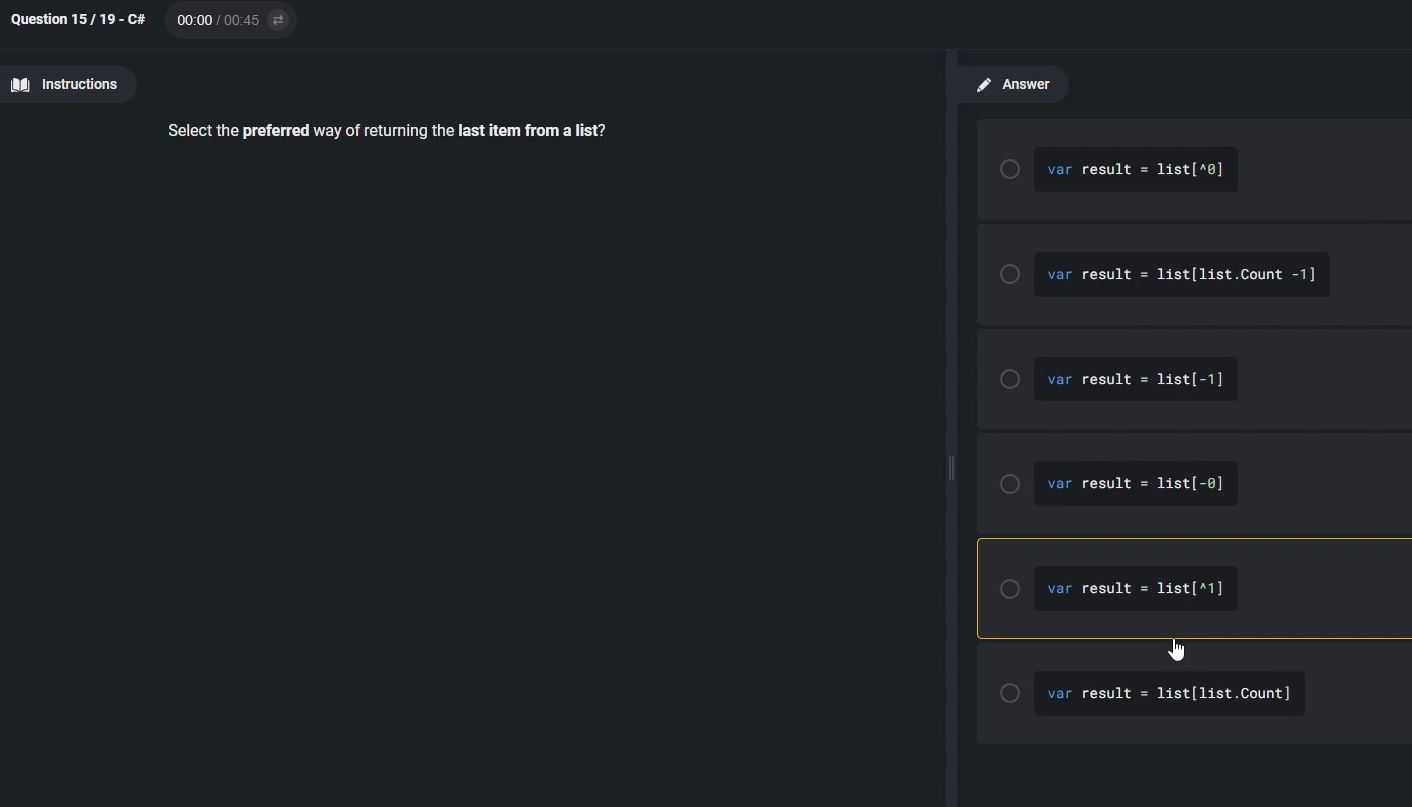 Question 15 / 19 - C#
00:00 / 00:45
Instructions
Select the preferred way of returning the last item from a list?
Answer
var result = list[^0]
var result = list[list.Count -1]
var result = list[-1]
var result = list[-0]
var result = list[^1]
var result = list[list.Count]